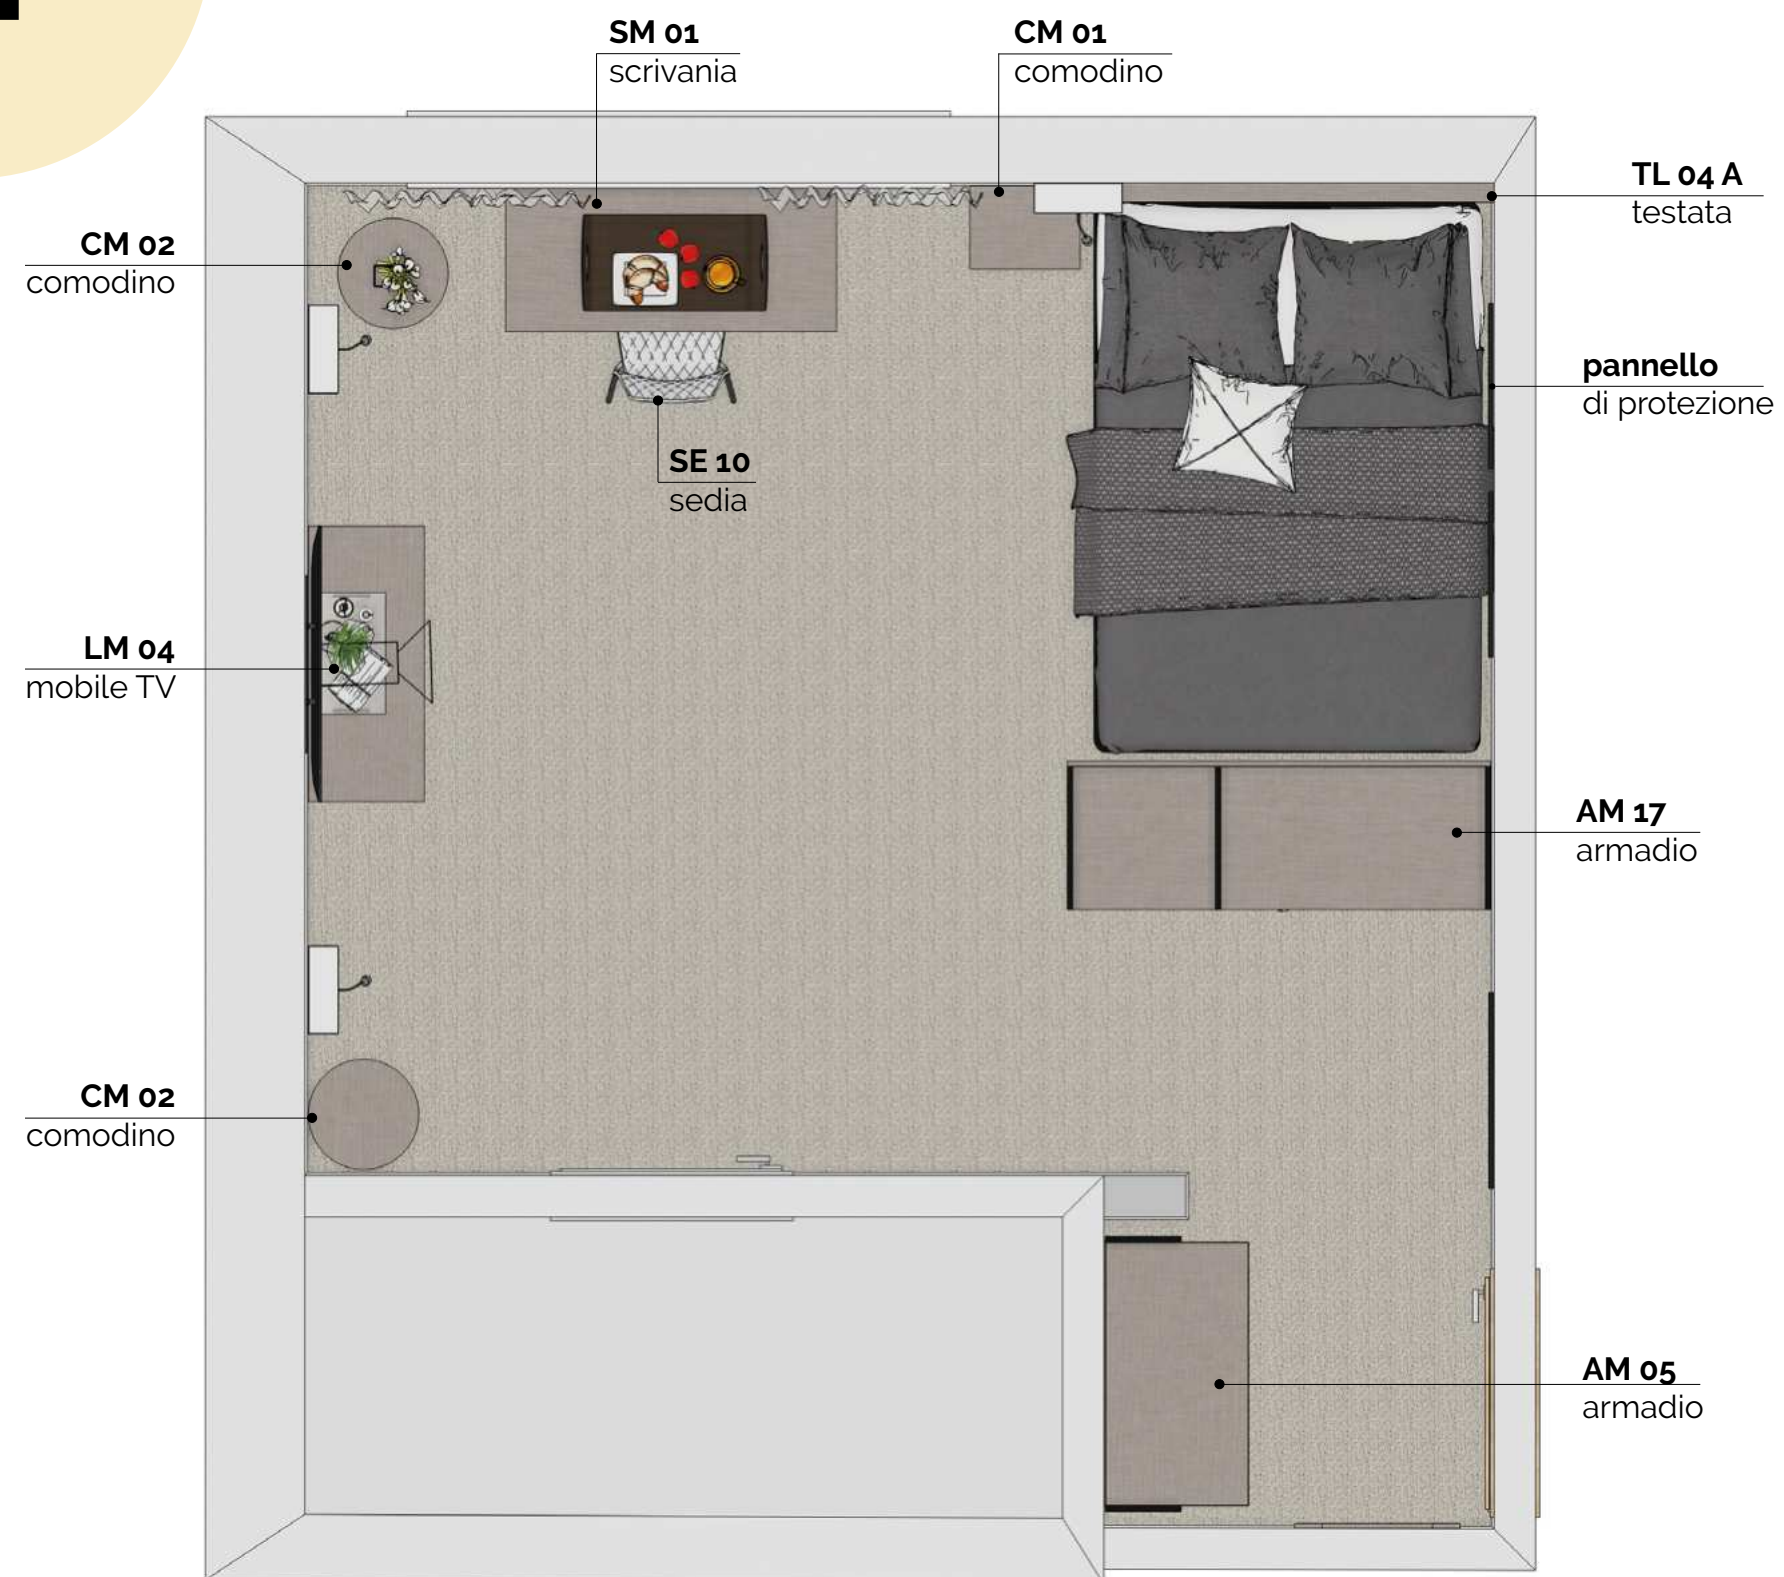 SM 01
scrivania
CM 01
comodino
TL 04 A
testata
CM 02
comodino
pannello
di protezione
SE 10
sedia
LM 04
mobile TV
AM 17
armadio
CM 02
comodino
AM 05
armadio